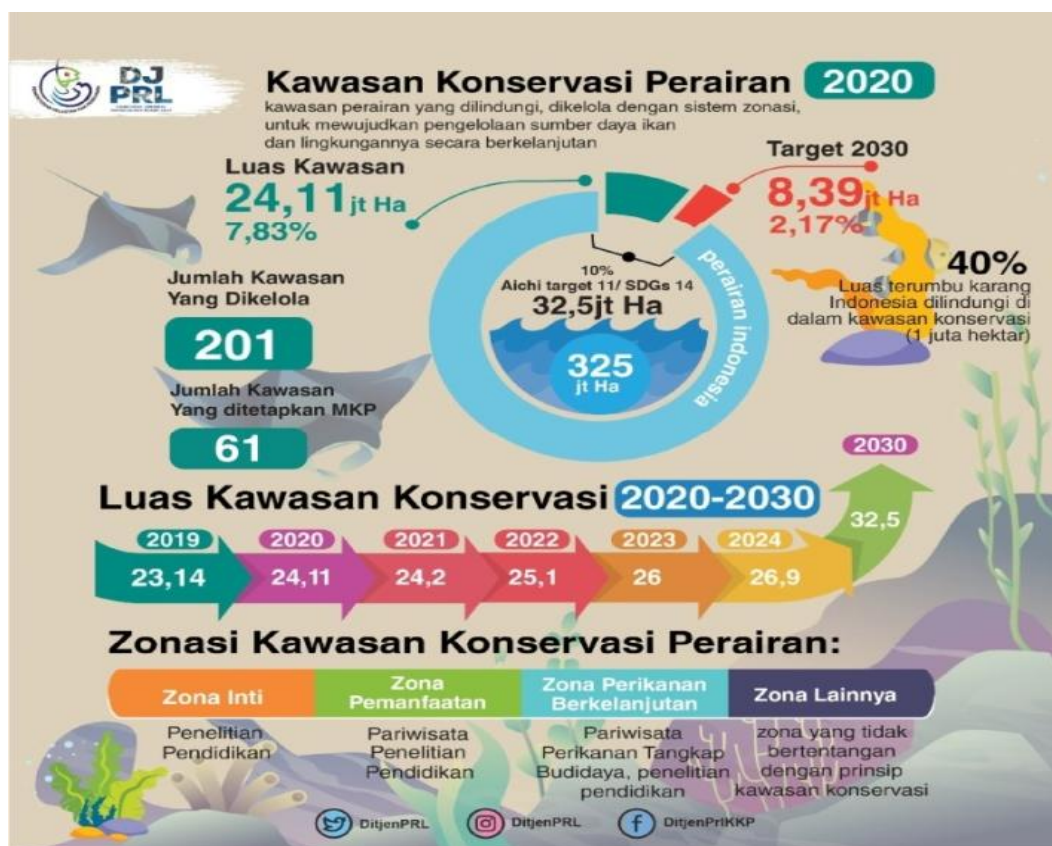 DJ
PRL
Kawasan Konservasi Perairan 2020
kawasan perairan yang dilindungi, dikelola dengan sistem zonasi,
untuk mewujudkan pengelolaan sumber daya ikan
dan lingkungannya secara berkelanjutan
Luas Kawasan
24,11 jt Ha
7,83%
Target 2030
8,39 jt Ha
2,17%
10%
Aichi target 11/ SDGs 14
32,5jt Ha
325
jt Ha
perairan indonesia
40%
Luas terumbu karang
Indonesia dilindungi di
dalam kawasan konservasi
(1 juta hektar)
Jumlah Kawasan
Yang Dikelola
201
Jumlah Kawasan
Yang ditetapkan MKP
61
Luas Kawasan Konservasi 2020-2030
2019
23,14
2020
24,11
2021
24,2
2022
25,1
2023
26
2024
26,9
2030
32,5
Zonasi Kawasan Konservasi Perairan:
Zona Inti
Penelitian
Pendidikan
Zona
Pemanfaatan
Pariwisata
Penelitian
Pendidikan
Zona Perikanan
Berkelanjutan
Pariwisata
Perikanan Tangkap
Budidaya, penelitian
pendidikan
Zona Lainnya
zona yang tidak
bertentangan
dengan prinsip
kawasan konservasi
DitjenPRL
DitjenPRL
DitjenPrlKKP